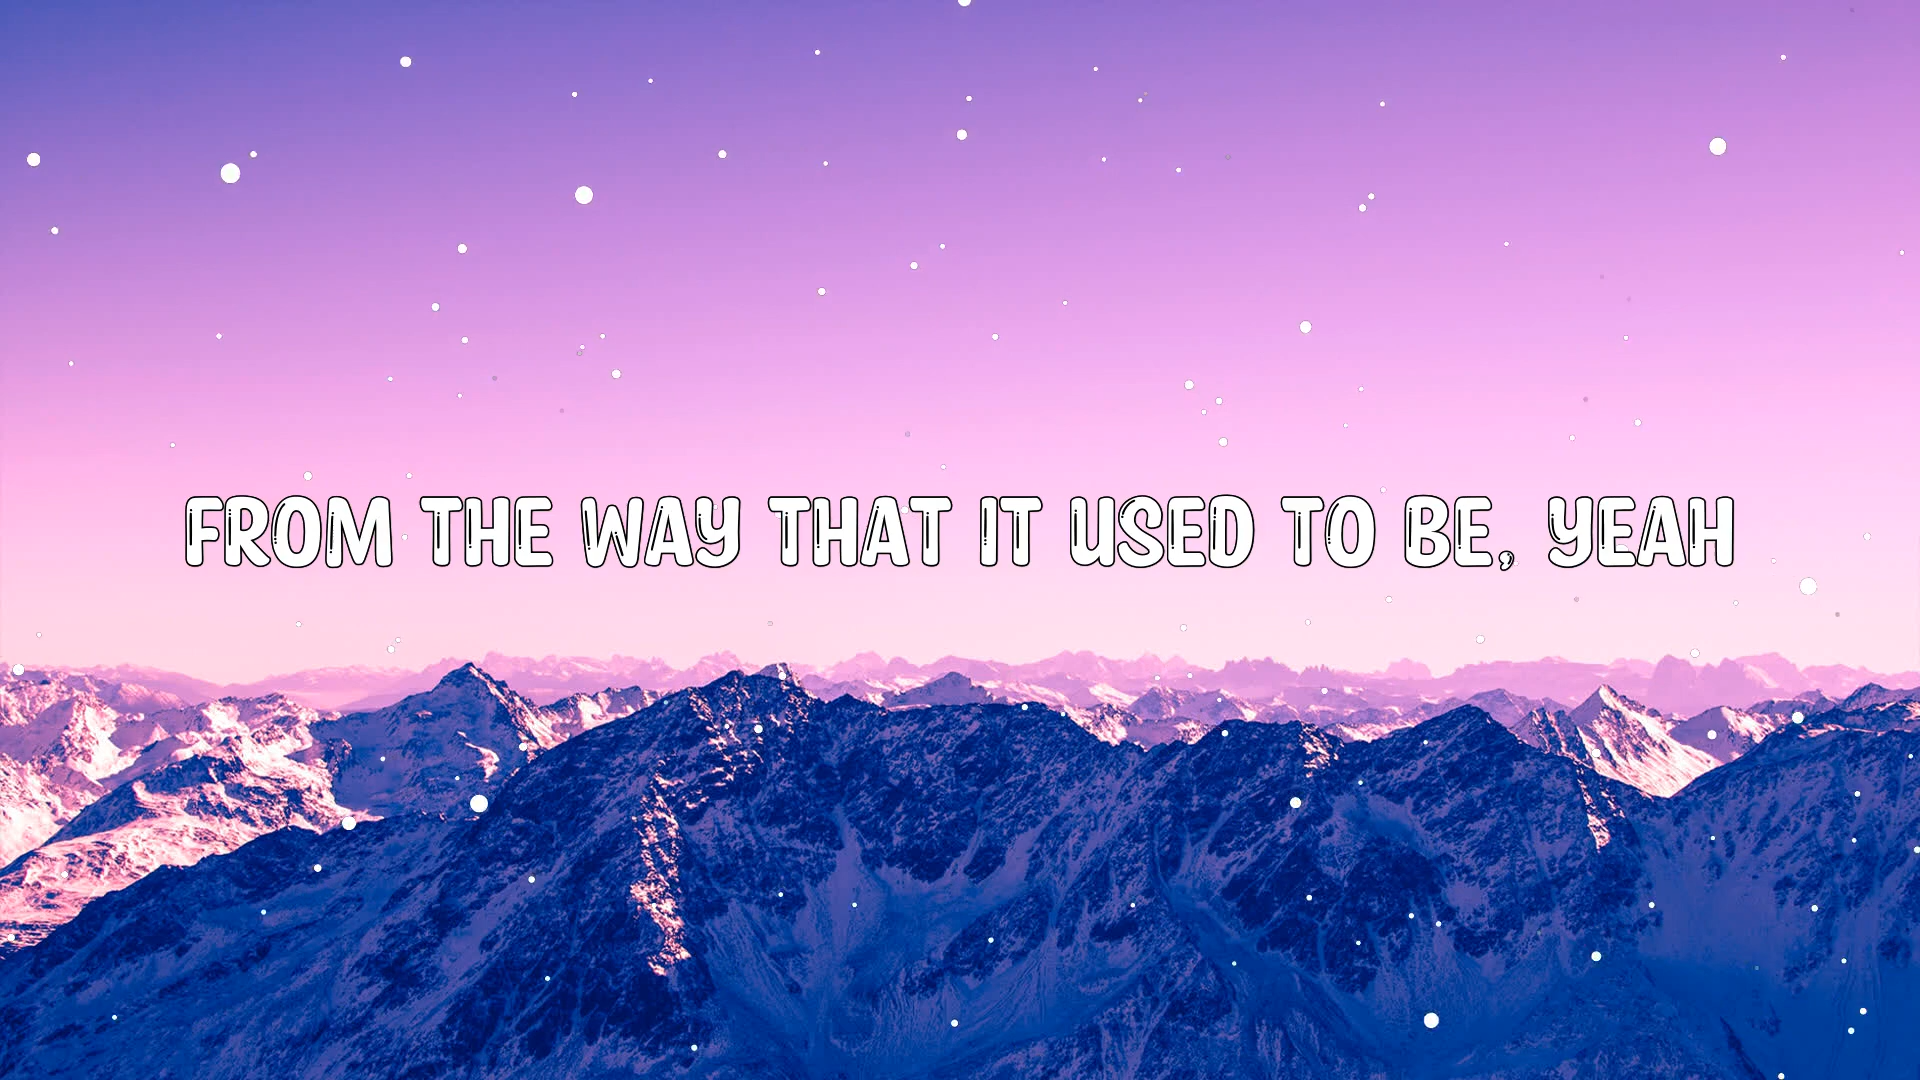 FROM THE WAY THAT IT USED TO BE, YEAH